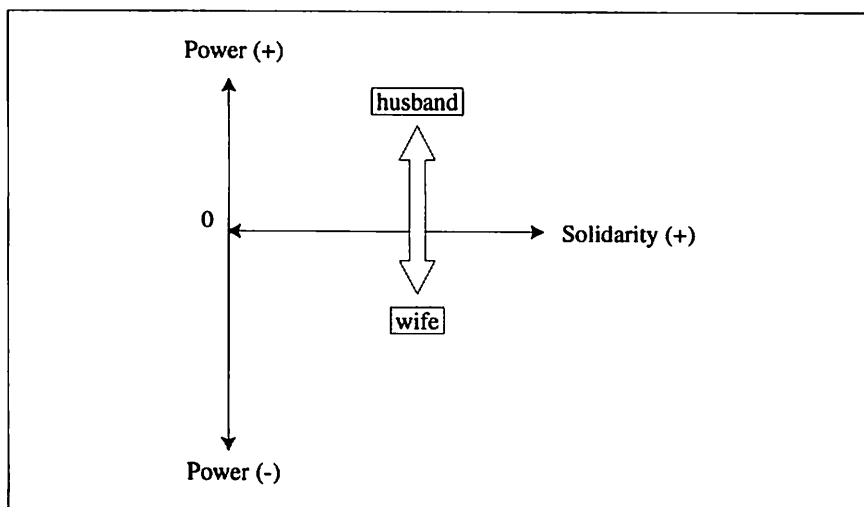 Power (+)
husband
0
Solidarity (+)
wife
Power (-)